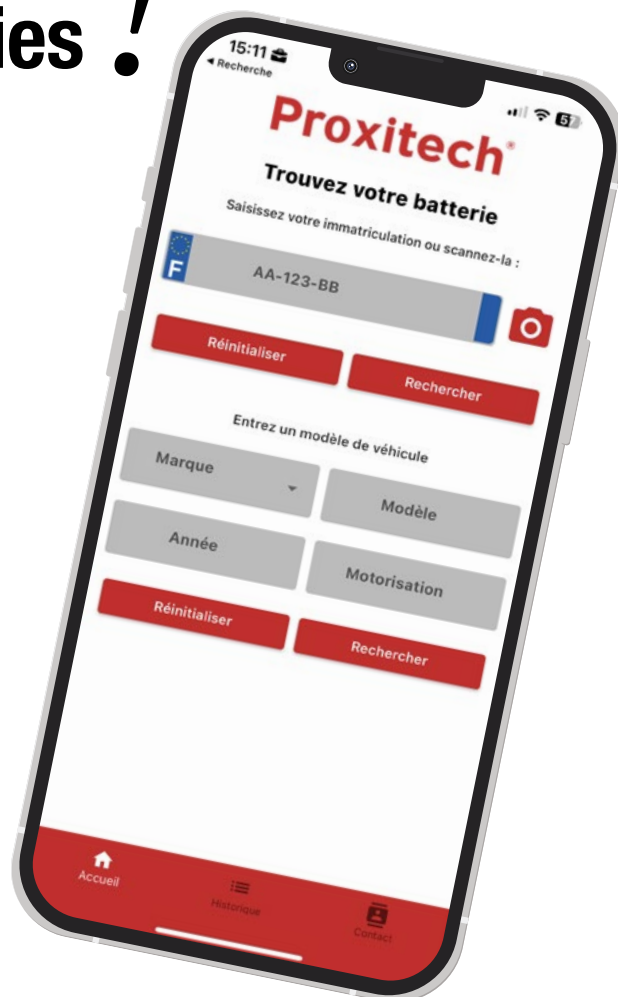 ies !
15:11
◀ Recherche
57
Proxitech®
Trouvez votre batterie
Saisissez votre immatriculation ou scannez-la :
F
AA-123-BB
Réinitialiser
Rechercher
Entrez un modèle de véhicule
Marque
Modèle
Année
Motorisation
Réinitialiser
Rechercher
Accueil
Historique
Contact